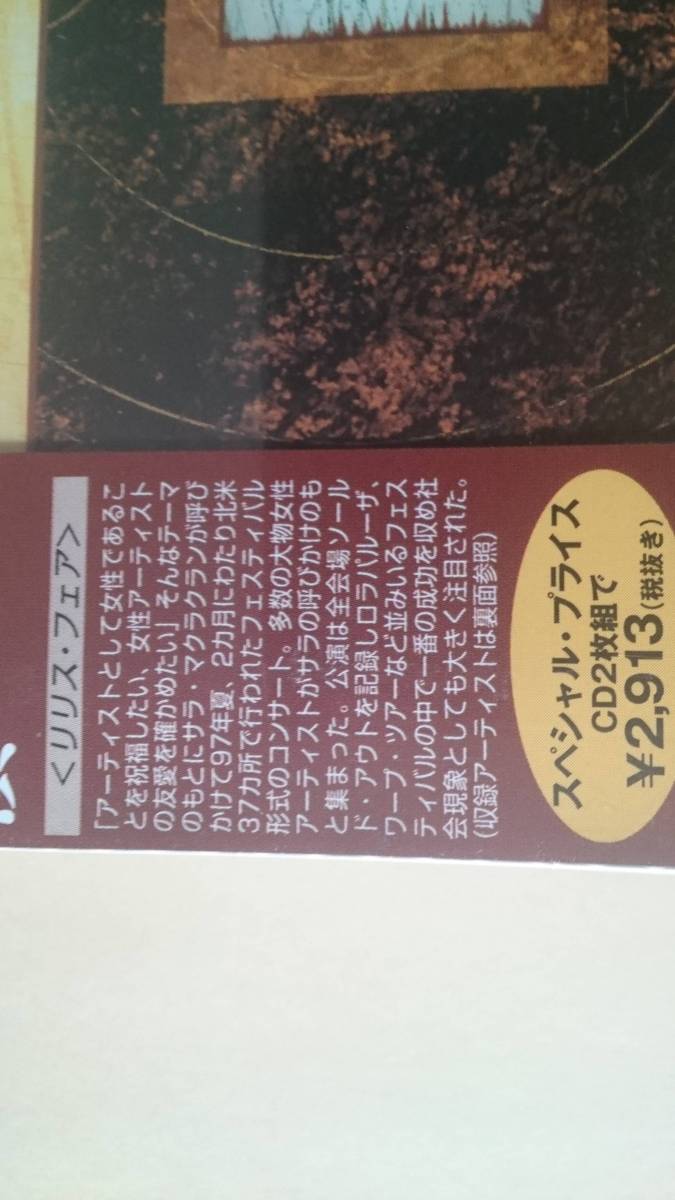 <リリス・フェア>
「アーティストとして女性であるこ
とを祝福したい、女性アーティスト
の友愛を確かめたい」そんなテーマ
のもとにサラ・マクラクランが呼び
かけて97年夏、2カ月にわたり北米
37カ所で行われたフェスティバル
形式のコンサート。多数の大物女性
アーティストがサラの呼びかけのも
と集まった。公演は全会場ソール
ド・アウトを記録しロラパルーザ、
ワープ・ツアーなど並みいるフェス
ティバルの中で一番の成功を収め社
会現象としても大きく注目された。
(収録アーティストは裏面参照)
スペシャル・プライス
CD2枚組で
¥2,913(税抜き)